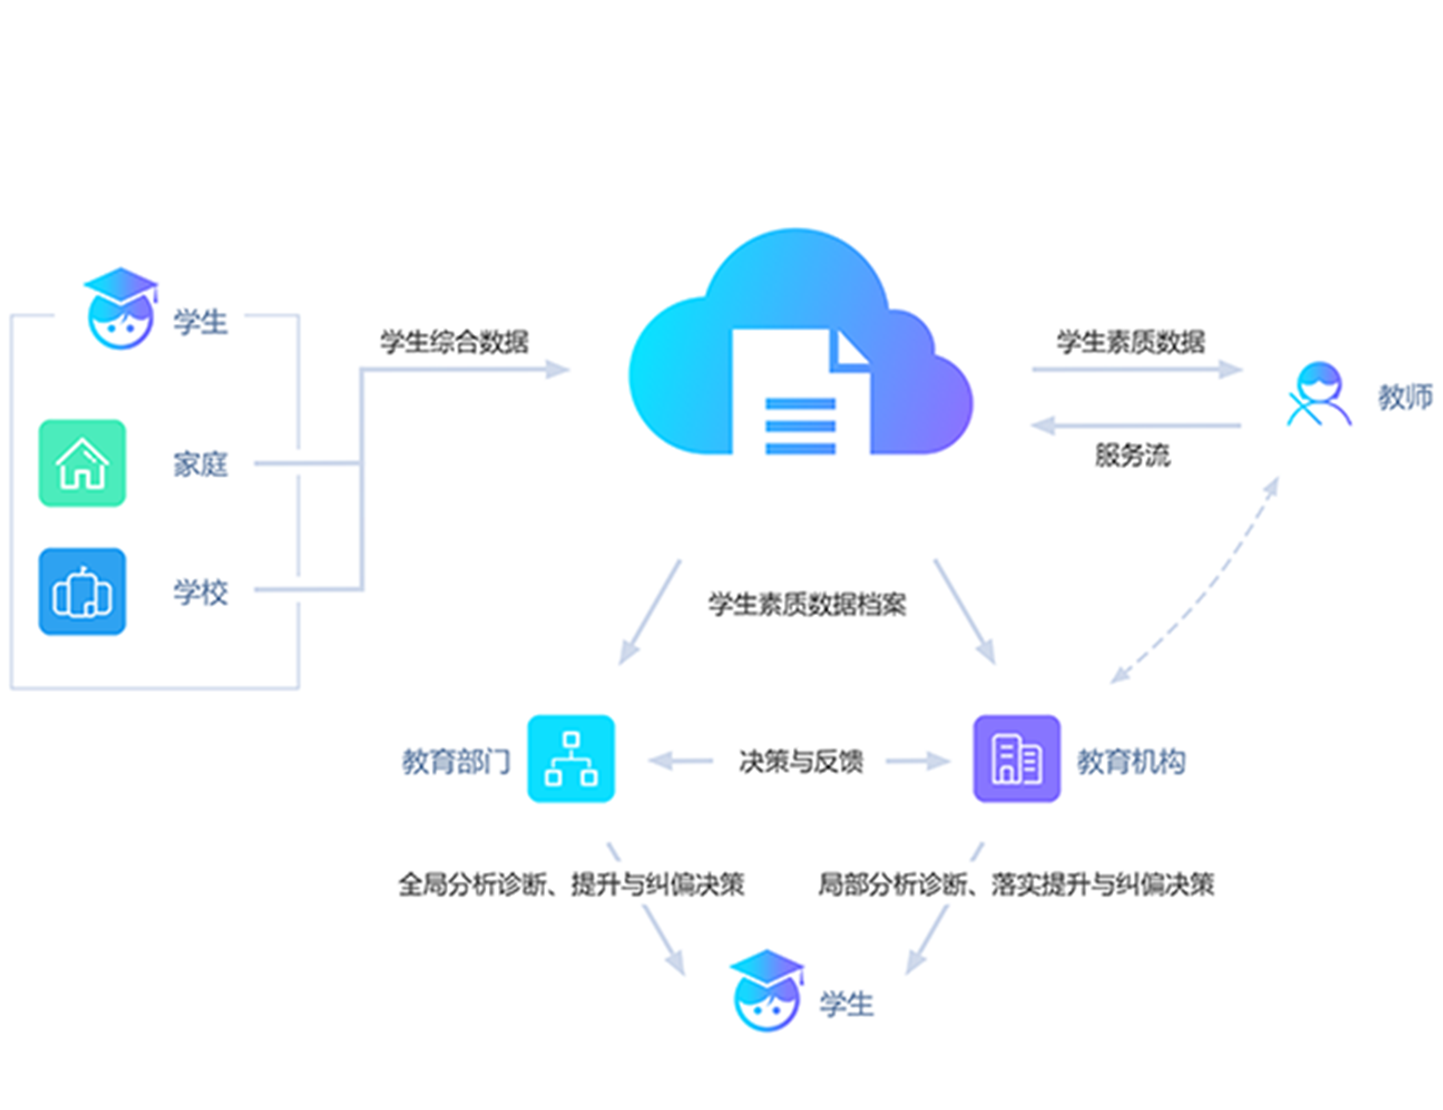 学生
学生综合数据
学生素质数据
教师
家庭
服务流
学校
学生素质数据档案
教育部门
决策与反馈
教育机构
全局分析诊断、提升与纠偏决策
局部分析诊断、落实提升与纠偏决策
学生